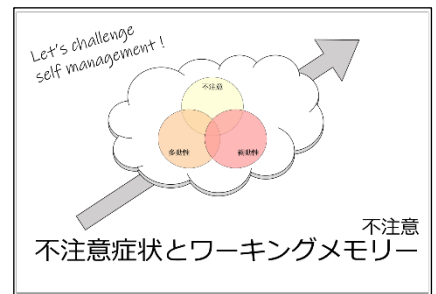 Let's challenge
self management !
不注意
多動性
衝動性
不注意
不注意症状とワーキングメモリー